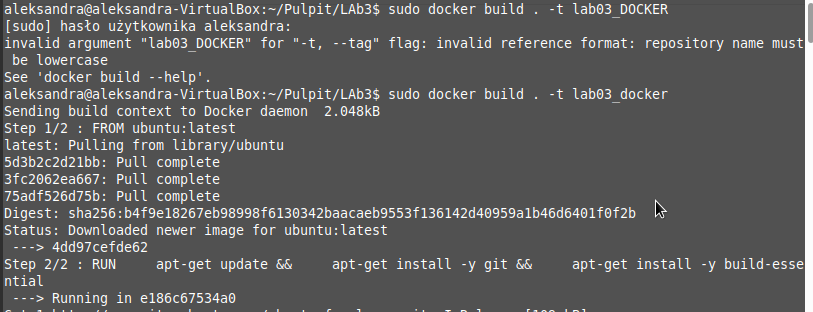 aleksandra@aleksandra-VirtualBox:~/Pulpit/LAb3$ sudo docker build . -t lab03_DOCKER
[sudo] hasło użytkownika aleksandra:
invalid argument "lab03_DOCKER" for "-t, --tag" flag: invalid reference format: repository name must
 be lowercase
See 'docker build --help'.
aleksandra@aleksandra-VirtualBox:~/Pulpit/LAb3$ sudo docker build . -t lab03_docker
Sending build context to Docker daemon  2.048kB
Step 1/2 : FROM ubuntu:latest
latest: Pulling from library/ubuntu
5d3b2c2d21bb: Pull complete
3fc2062ea667: Pull complete
75adf526d75b: Pull complete
Digest: sha256:b4f9e18267eb98998f6130342baacaeb9553f136142d40959a1b46d6401f0f2b
Status: Downloaded newer image for ubuntu:latest
 ---> 4dd97cefde62
Step 2/2 : RUN     apt-get update &&     apt-get install -y git &&     apt-get install -y build-esse
ntial
 ---> Running in e186c67534a0